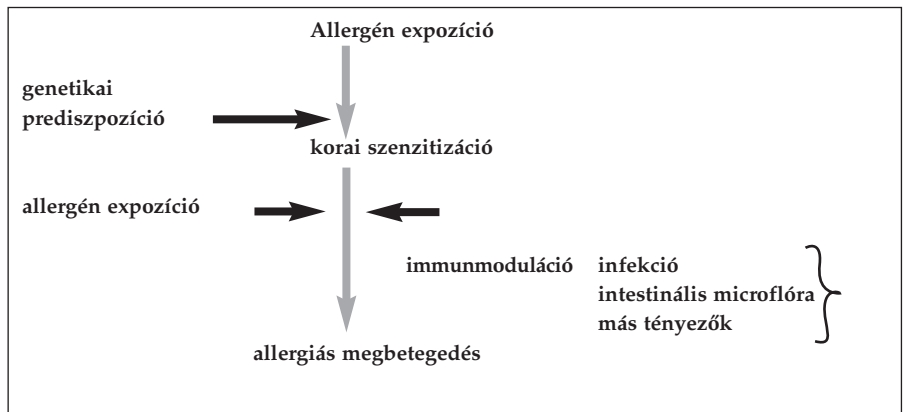 Allergén expozíció
genetikai
prediszpozíció
korai szenzitizáció
allergén expozíció
immunmoduláció infekció
intestinális microflóra
más tényezők
allergiás megbetegedés